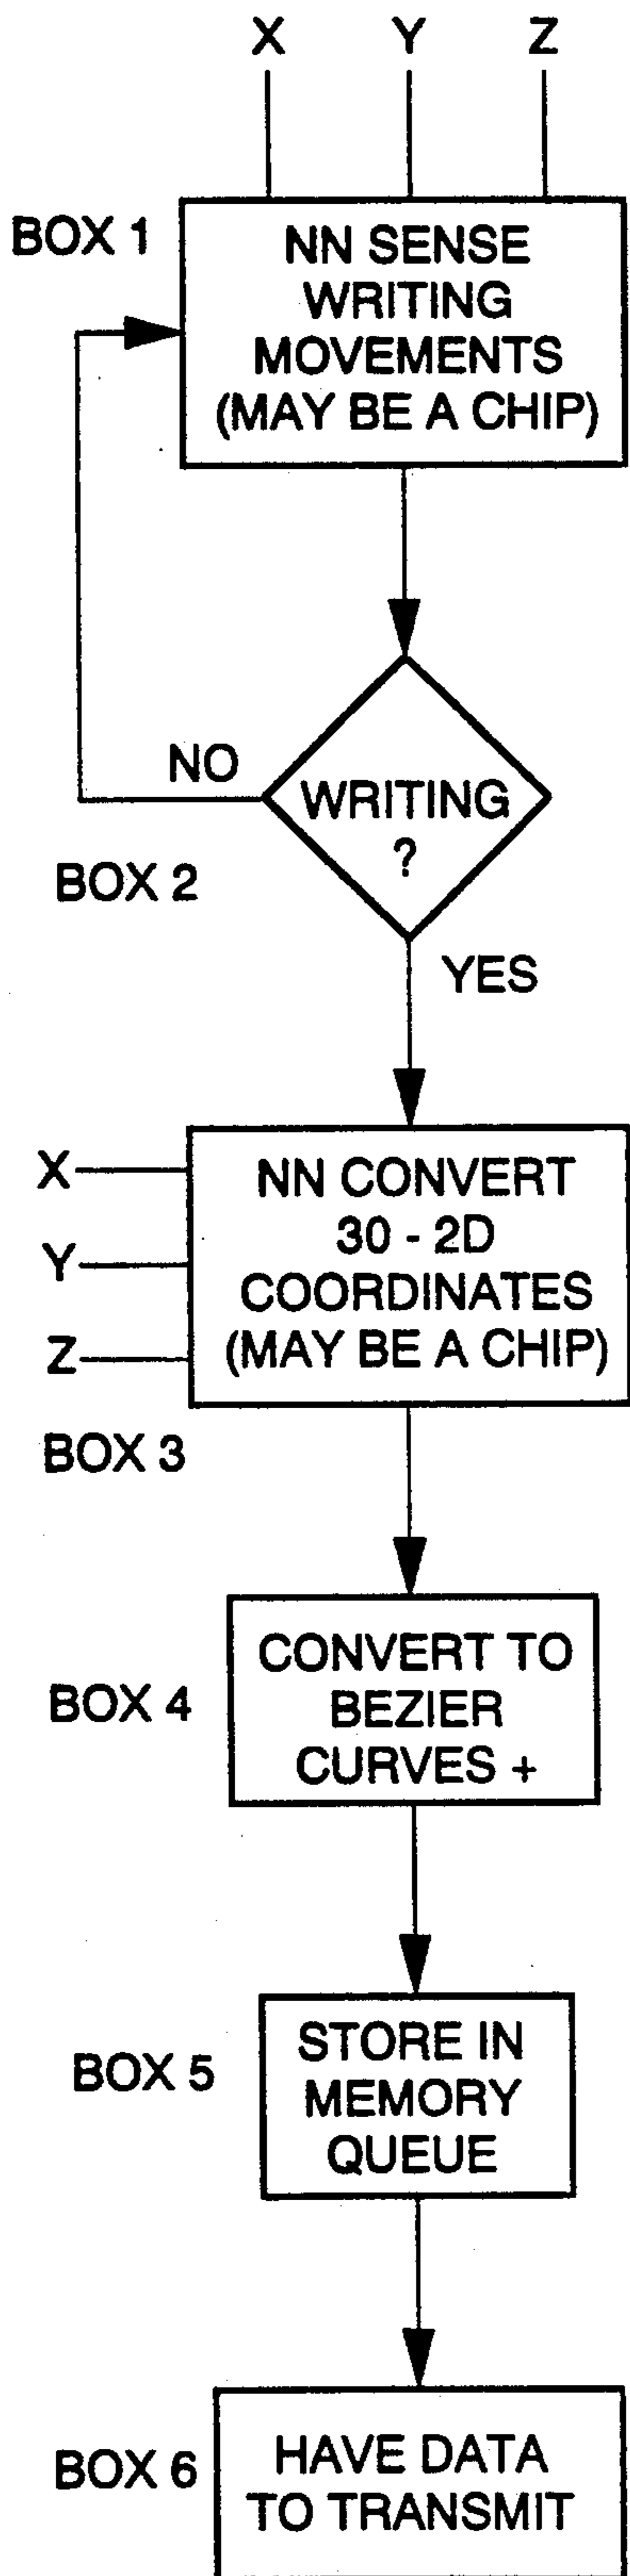 X Y Z
BOX 1
NN SENSE
WRITING
MOVEMENTS
(MAY BE A CHIP)
NO
WRITING
?
BOX 2
YES
X
Y
Z
NN CONVERT
30 - 2D
COORDINATES
(MAY BE A CHIP)
BOX 3
BOX 4
CONVERT TO
BEZIER
CURVES +
BOX 5
STORE IN
MEMORY
QUEUE
BOX 6
HAVE DATA
TO TRANSMIT